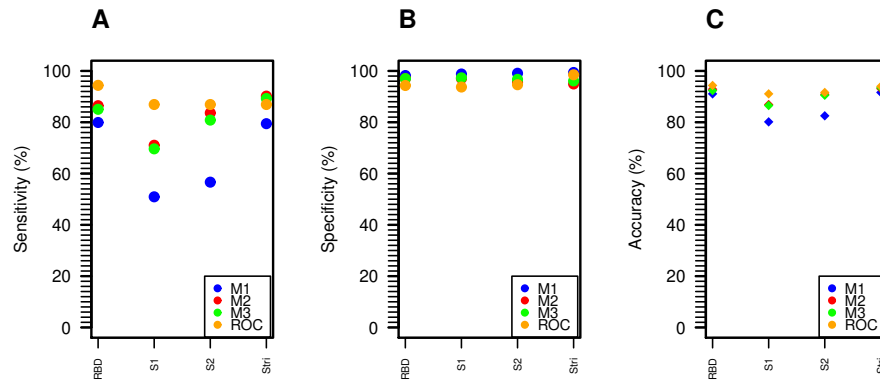 A
B
C
Sensitivity (%)
100
80
60
40
20
0
RBD
S1
S2
Stri
M1
M2
M3
ROC
Specificity (%)
100
80
60
40
20
0
RBD
S1
S2
Stri
M1
M2
M3
ROC
Accuracy (%)
100
80
60
40
20
0
RBD
S1
S2
Stri
M1
M2
M3
ROC